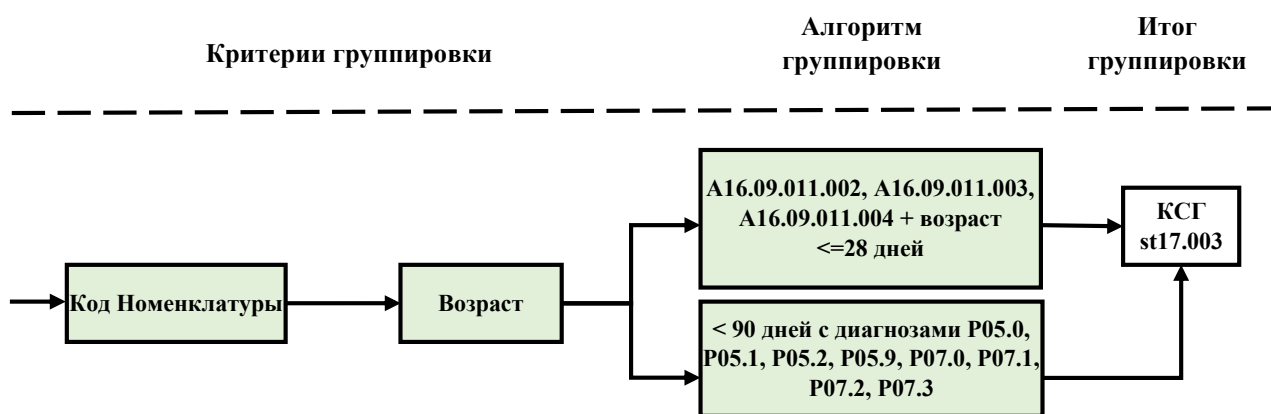 Критерии группировки
Алгоритм
группировки
Итог
группировки
Код Номенклатуры
Возраст
A16.09.011.002, A16.09.011.003,
A16.09.011.004 + возраст
<=28 дней
< 90 дней с диагнозами P05.0,
P05.1, P05.2, P05.9, P07.0, P07.1,
P07.2, P07.3
КСГ
st17.003